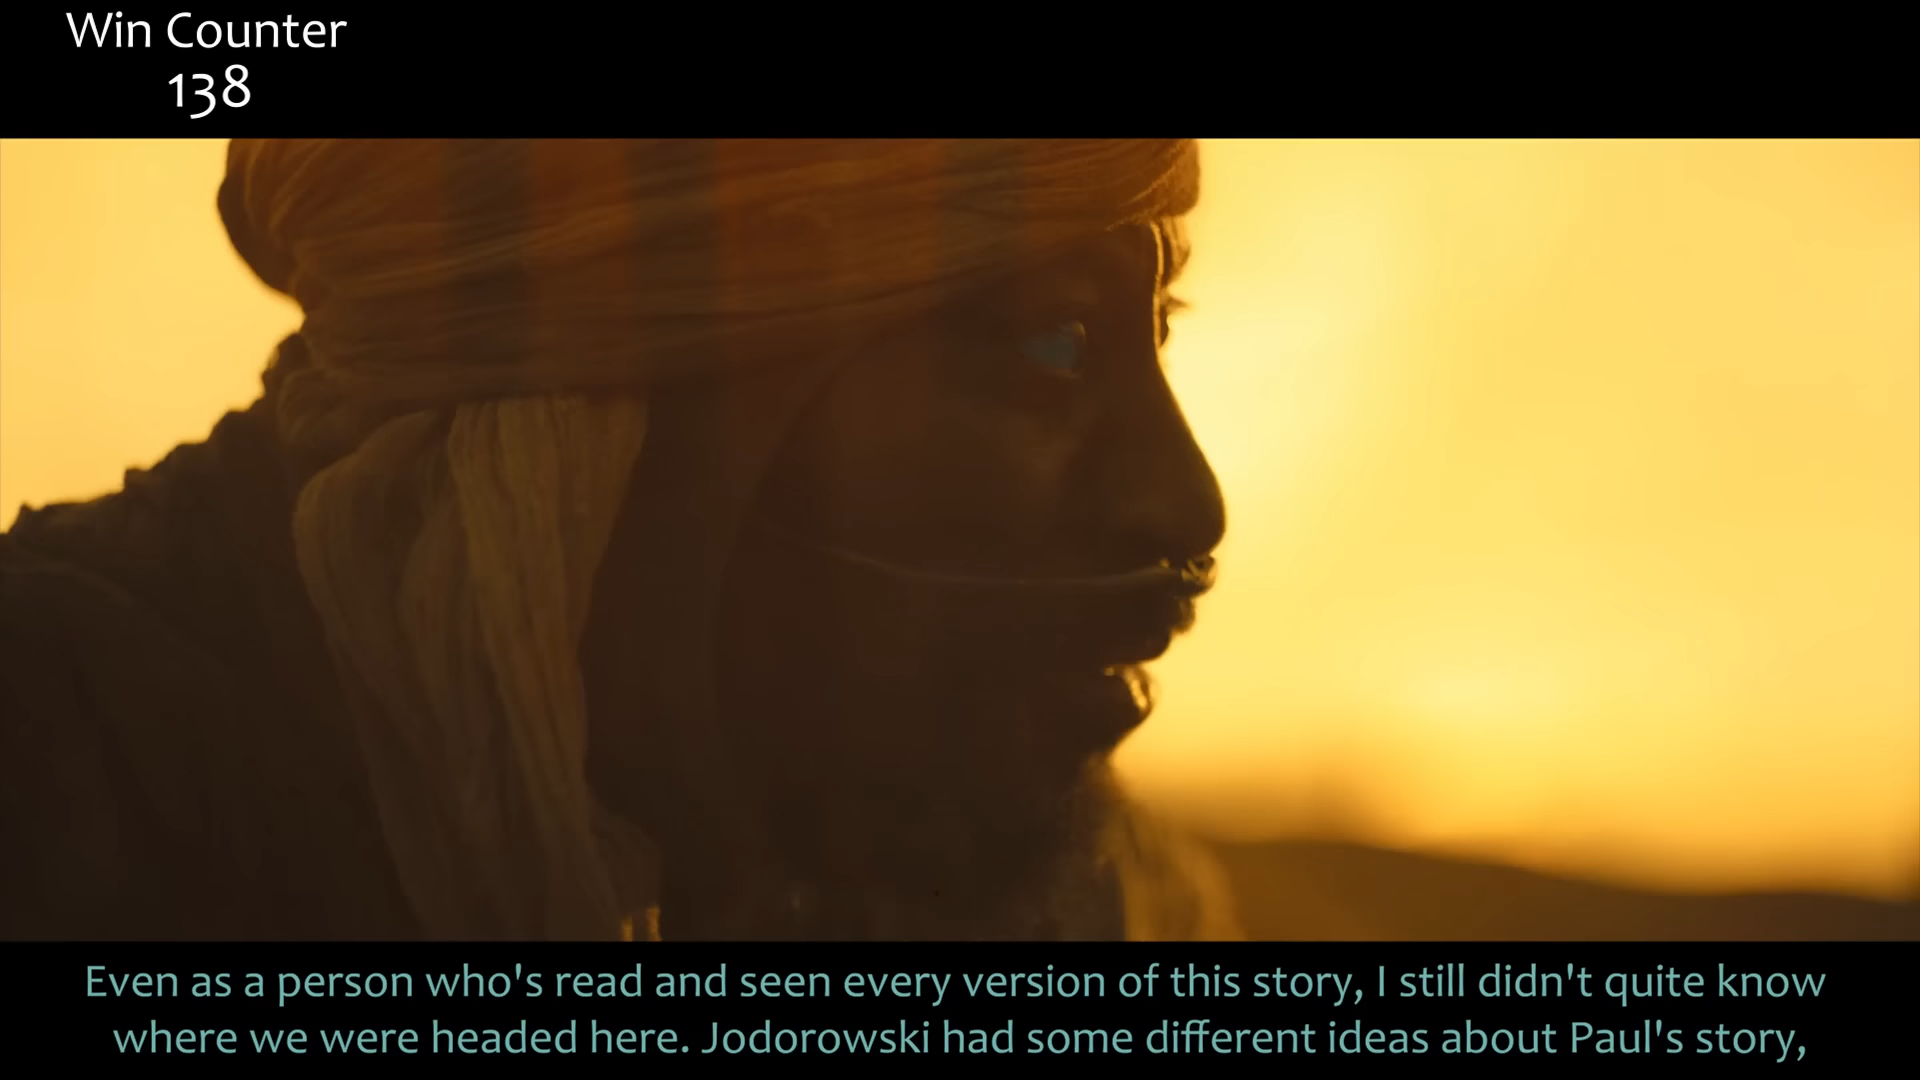 Win Counter
138
Even as a person who's read and seen every version of this story, I still didn't quite know
where we were headed here. Jodorowski had some different ideas about Paul's story,